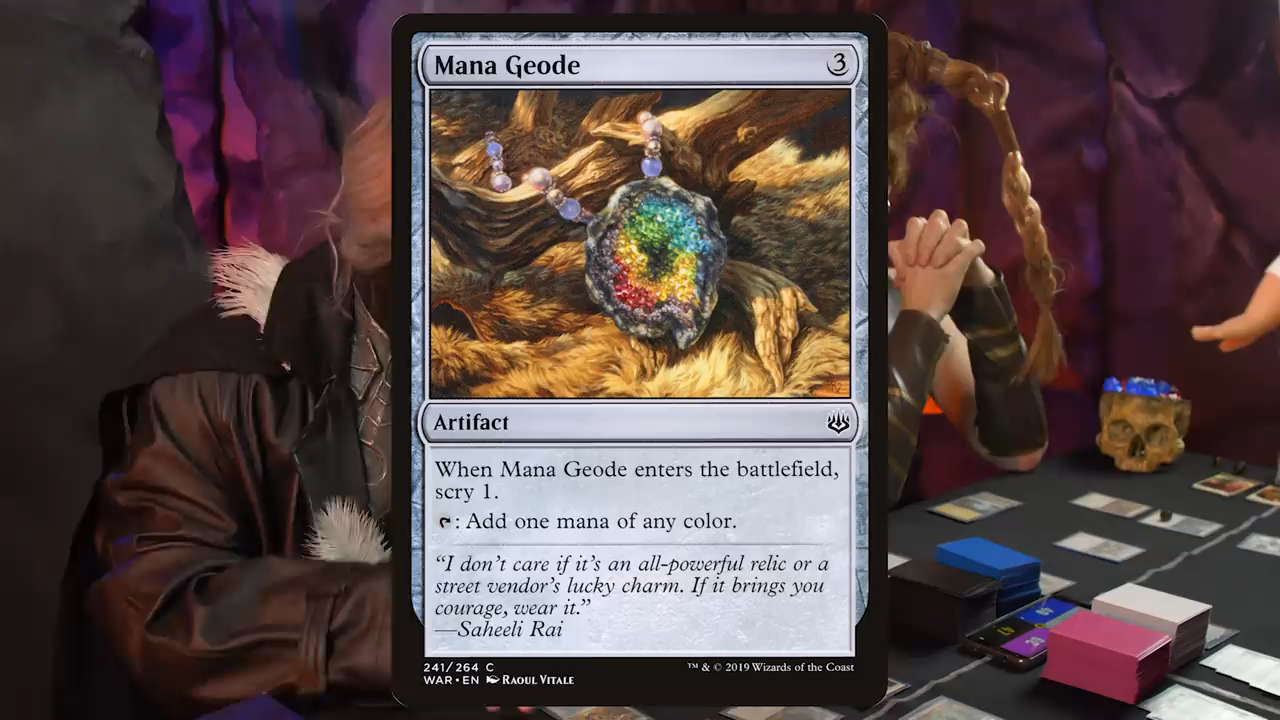 Mana Geode
3
Artifact
When Mana Geode enters the battlefield,
scry 1.
: Add one mana of any color.
“I don’t care if it’s an all-powerful relic or a
street vendor’s lucky charm. If it brings you
courage, wear it.”
—Saheeli Rai
241/264 C
WAR • EN Raoul Vitale
™ & © 2019 Wizards of the Coast